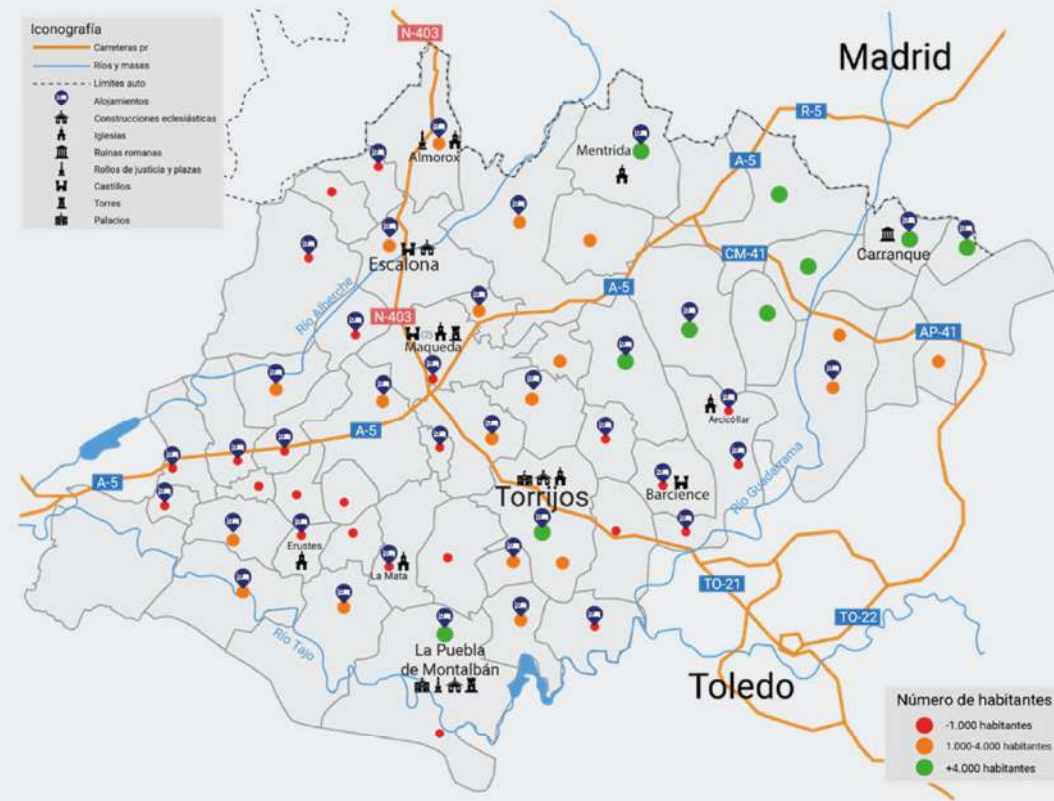 Iconografía
Carreteras pr
Ríos y masas
Límites auto
Alojamientos
Construcciones eclesiásticas
Iglesias
Ruinas romanas
Rollos de justicia y plazas
Castillos
Torres
Palacios
N-403
Madrid
R-5
Almorox
Mentrida
A-5
Carranque
CM-41
Escalona
A-5
Río Alberche
N-403
(2)
Maqueda
AP-41
Arcicóllar
A-5
A-5
Torrijos
Barcience
Río Guadarrama
Erustes
La Mata
TO-21
TO-22
Río Tajo
La Puebla
de Montalbán
Toledo
Número de habitantes
-1.000 habitantes
1.000-4.000 habitantes
+4.000 habitantes